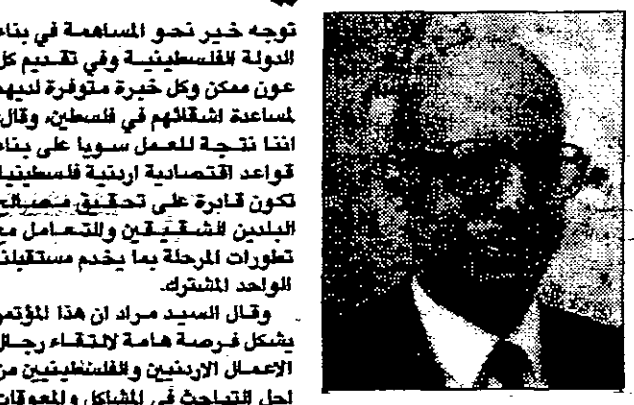 توجه خير نحو المساهمة في بناء
الدولة الفلسطينية وفي تقديم كل
عون ممكن وكل خبرة متوفرة لديهم
لمساعدة اشقائهم في فلسطين، وقال
اننا نتجه للعمل سويا على بناء
قواعد اقتصادية اردنية فلسطينية
تكون قادرة على تحقيق مصالح
البلدين الشقيقين والتعامل مع
تطورات المرحلة بما يخدم مستقبلنا
الواحد المشترك.
وقال السيد مراد ان هذا المؤتمر
يشكل فرصة هامة لالتقاء رجال
الاعمال الاردنيين والفلسطينيين من
اجل التباحث في المشاكل والمعوقات